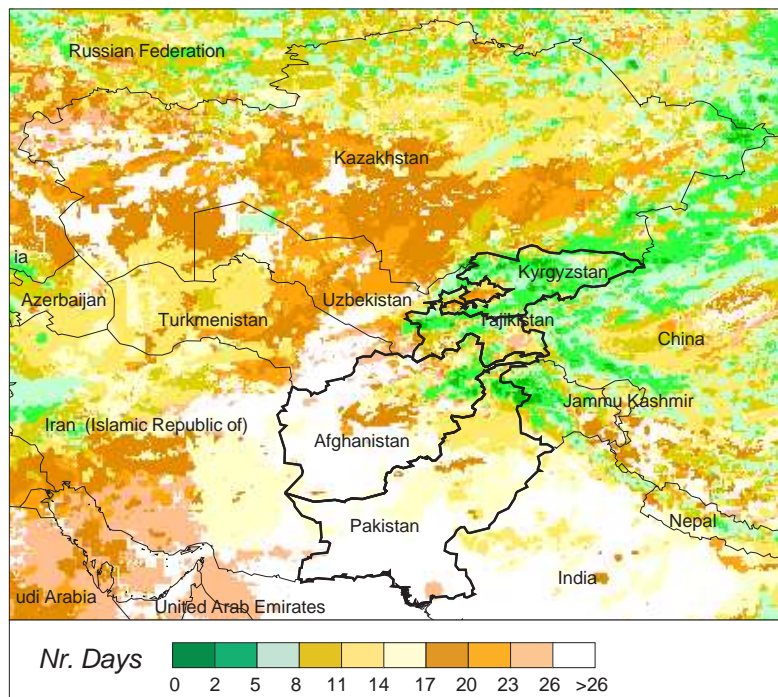 Russian Federation
Kazakhstan
ia
Kyrgyzstan
Azerbaijan
Uzbekistan
Turkmenistan
Tajikistan
China
Jammu Kashmir
Iran (Islamic Republic of)
Afghanistan
Pakistan
Nepal
India
udi Arabia
United Arab Emirates
Nr. Days
0 2 5 8 11 14 17 20 23 26 >26